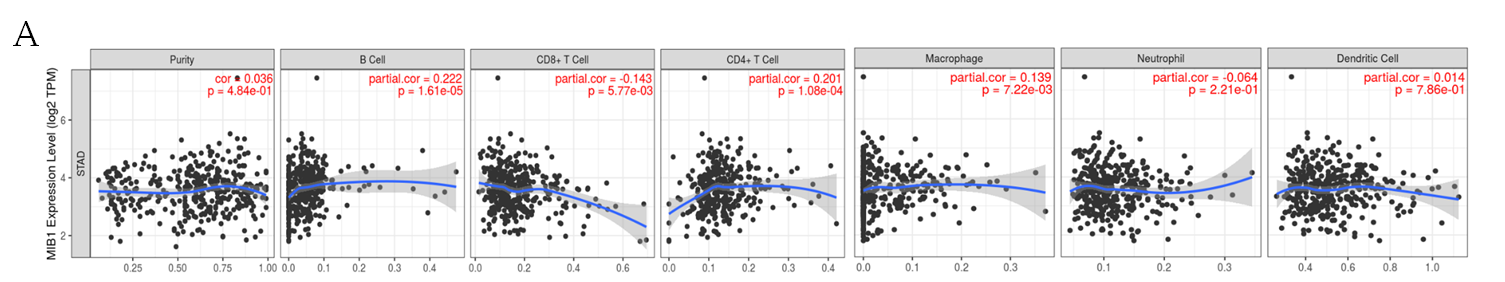 A
Purity
B Cell
CD8+ T Cell
CD4+ T Cell
Macrophage
Neutrophil
Dendritic Cell
cor = 0.036
p = 4.84e-01
partial.cor = 0.222
p = 1.61e-05
partial.cor = -0.143
p = 5.77e-03
partial.cor = 0.201
p = 1.08e-04
partial.cor = 0.139
p = 7.22e-03
partial.cor = -0.064
p = 2.21e-01
partial.cor = 0.014
p = 7.86e-01
MIB1 Expression Level (log2 TPM)
STAD
6
4
2
0.25 0.50 0.75 1.00
0.0 0.1 0.2 0.3 0.4
0.0 0.2 0.4 0.6
0.0 0.1 0.2 0.3 0.4
0.0 0.1 0.2 0.3
0.1 0.2 0.3
0.4 0.6 0.8 1.0